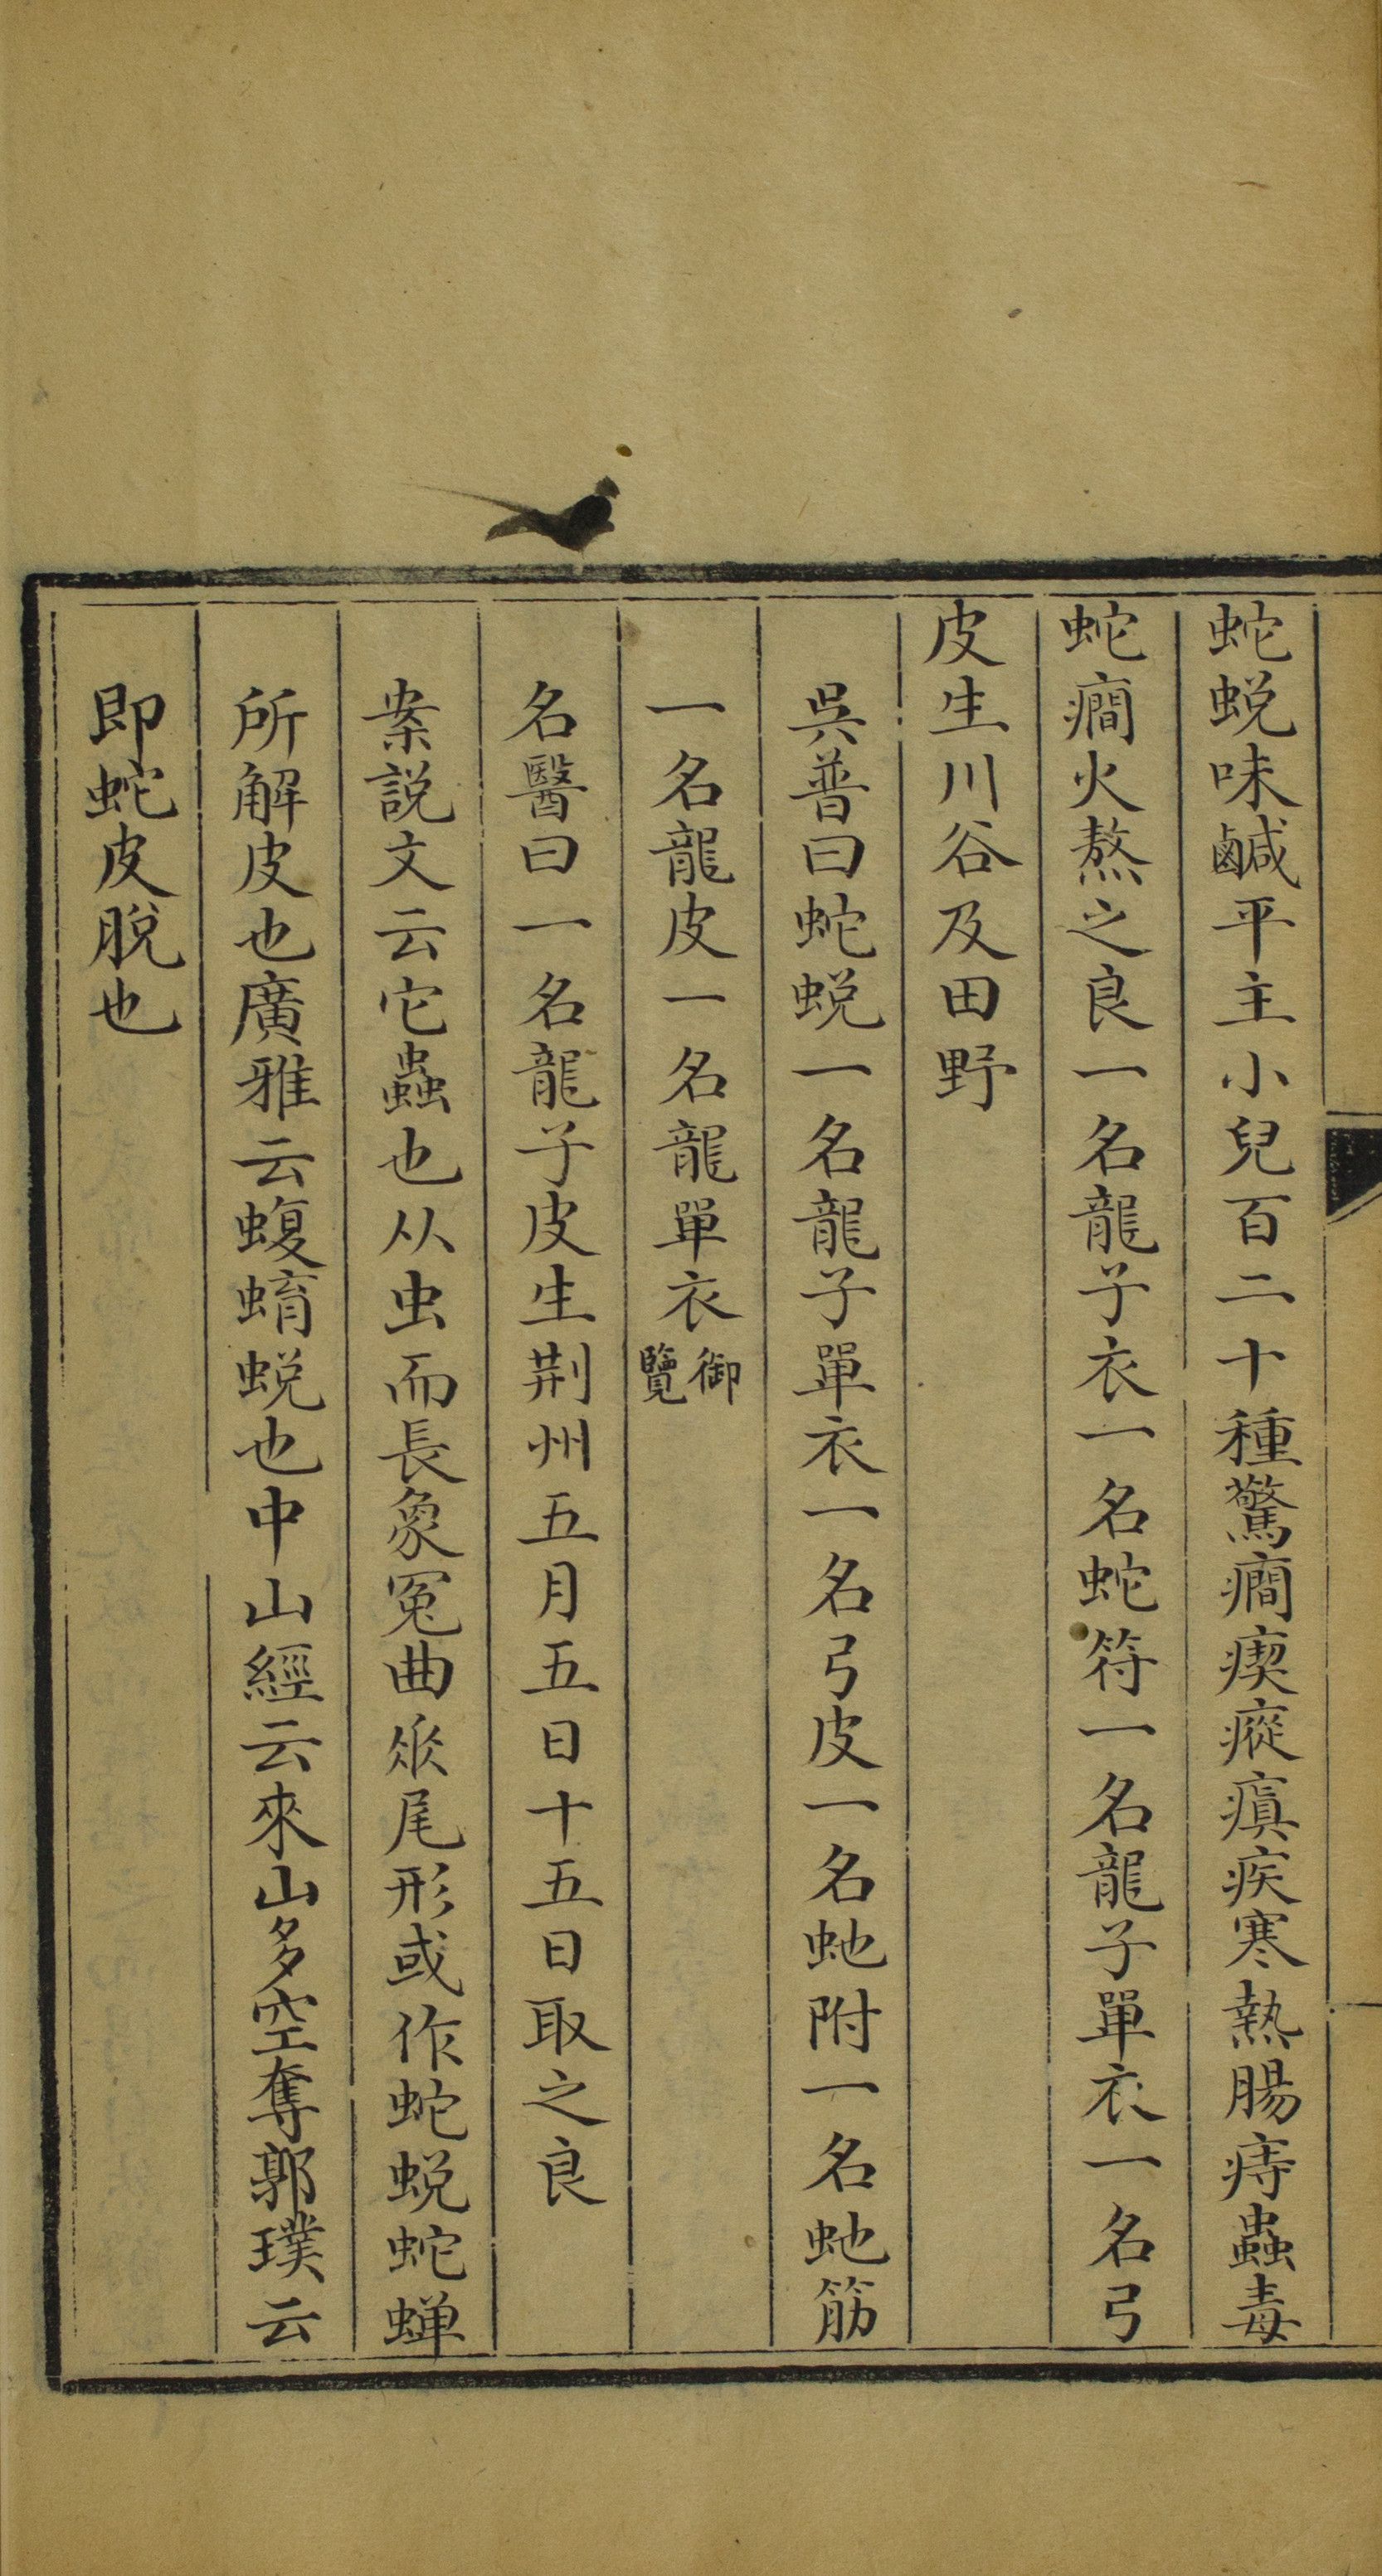 蛇蛻味鹹平主小兒百二十種驚癇瘈瘲瘨疾寒熱腸痔蟲毒
蛇癇火熬之良一名龍子衣一名蛇符一名龍子單衣一名弓
皮生川谷及田野
吳普曰蛇蛻一名龍子單衣一名弓皮一名虵附一名虵筋
一名龍皮一名龍單衣御覽
名醫曰一名龍子皮生荆州五月五日十五日取之良
案說文云它蟲也从虫而長象冤曲𠂹尾形或作蛇蛻蛇蟬
所解皮也廣雅云蝮蜟蛻也中山經云來山多空奪郭璞云
即蛇皮脫也